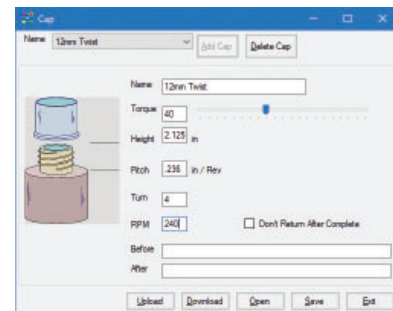 Cap
Name 12mm Twist Add Cap Delete Cap
Name 12mm Twist
Torque 40
Height 2.125 in
Pitch .236 in / Rev
Turn 4
RPM 240 Don't Return After Complete
Before
After
Upload Download Open Save Exit